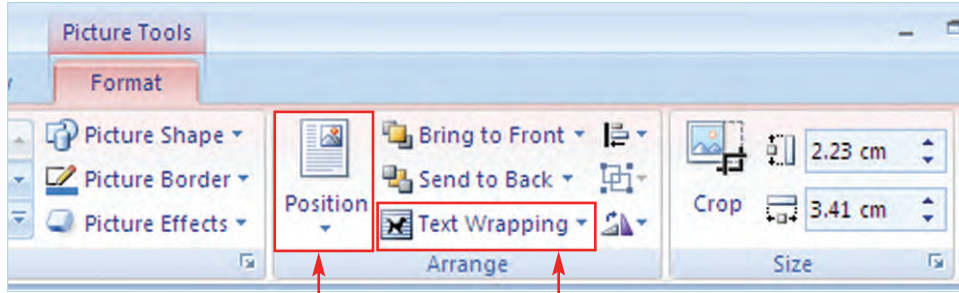 Picture Tools
Format
Picture Shape
Picture Border
Picture Effects
Position
Bring to Front
Send to Back
Text Wrapping
Arrange
Crop
2.23 cm
3.41 cm
Size